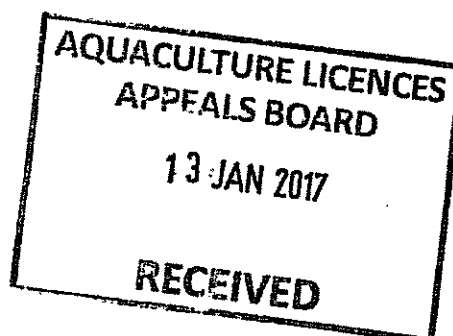 AQUACULTURE LICENCES
APPEALS BOARD
13 JAN 2017
RECEIVED